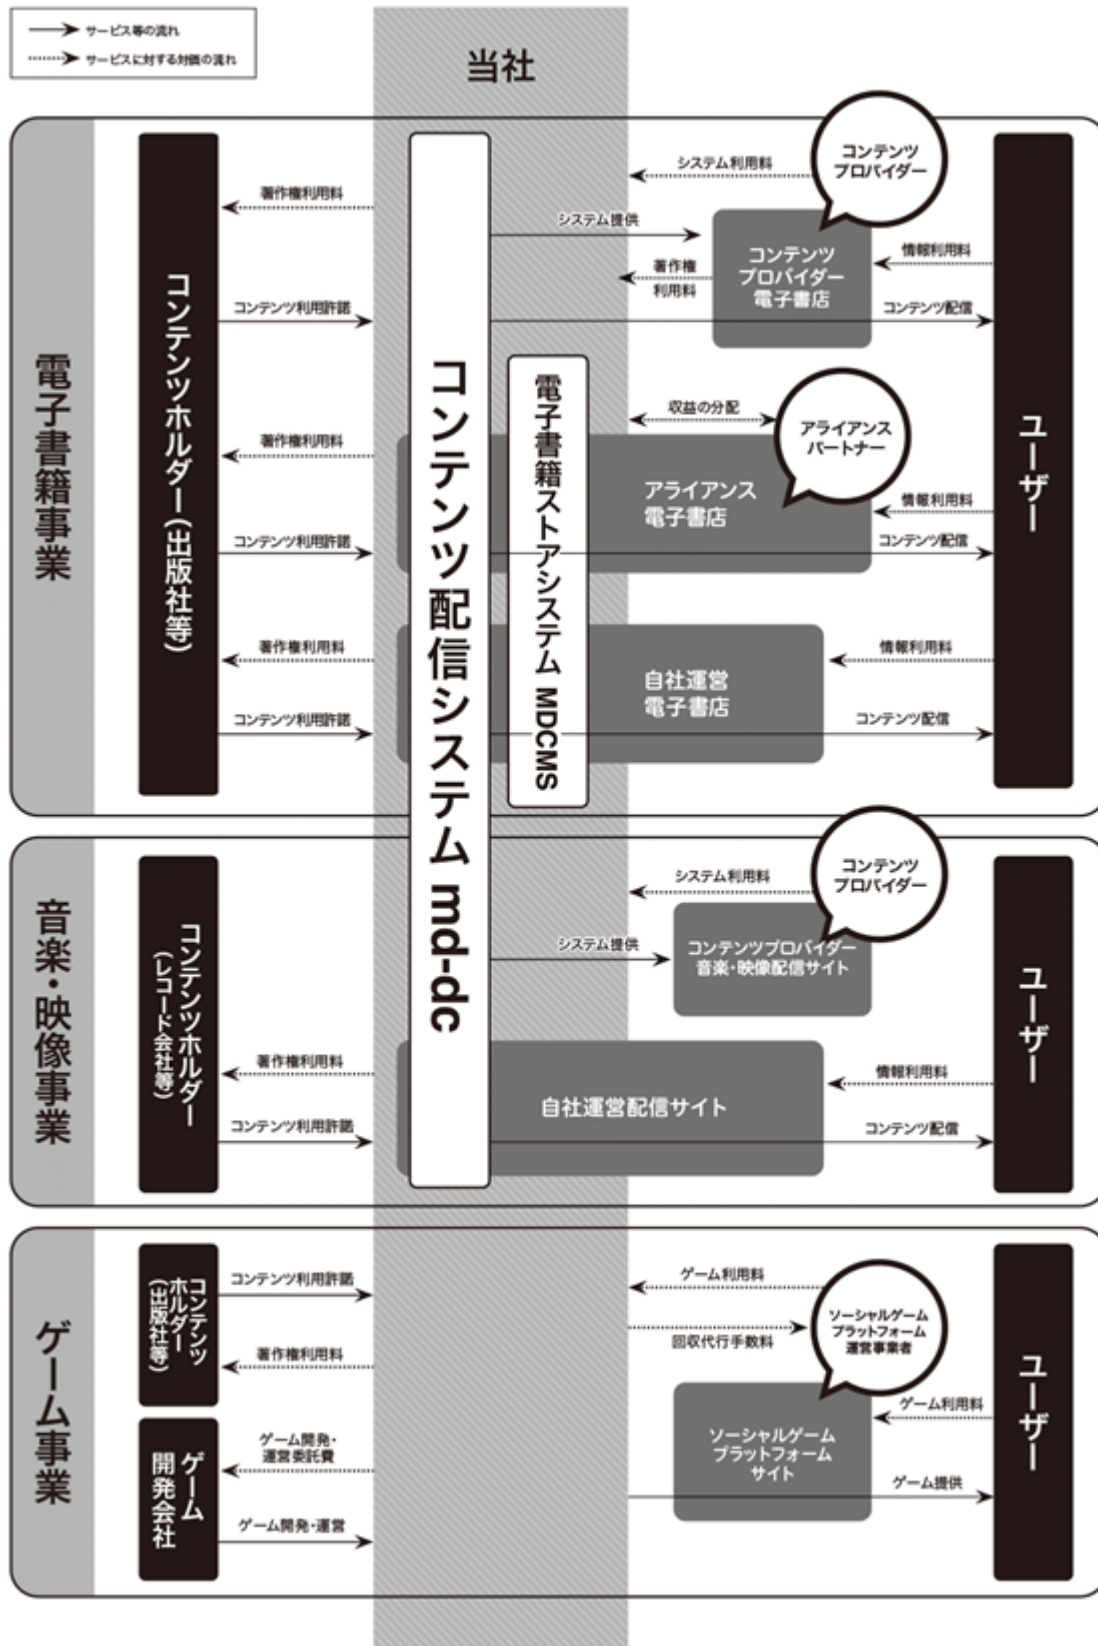 サービス等の流れ
サービスに対する対価の流れ
当社
電子書籍事業
コンテンツホルダー(出版社等)
著作権利用料
コンテンツ利用許諾
著作権利用料
コンテンツ利用許諾
著作権利用料
コンテンツ利用許諾
コンテンツ配信システム md-dc
電子書籍ストアシステム MDCMS
システム利用料
コンテンツ
プロバイダー
システム提供
コンテンツ
プロバイダー
電子書店
著作権
利用料
情報利用料
コンテンツ配信
収益の分配
アライアンス
パートナー
アライアンス
電子書店
情報利用料
コンテンツ配信
自社運営
電子書店
情報利用料
コンテンツ配信
ユーザー
音楽・映像事業
コンテンツホルダー
(レコード会社等)
著作権利用料
コンテンツ利用許諾
システム利用料
コンテンツ
プロバイダー
システム提供
コンテンツプロバイダー
音楽・映像配信サイト
自社運営配信サイト
情報利用料
コンテンツ配信
ユーザー
ゲーム事業
コンテンツ
ホルダー
(出版社等)
コンテンツ利用許諾
著作権利用料
ゲーム
開発会社
ゲーム開発・
運営委託費
ゲーム開発・運営
ゲーム利用料
回収代行手数料
ソーシャルゲーム
プラットフォーム
運営事業者
ソーシャルゲーム
プラットフォーム
サイト
ゲーム利用料
ゲーム提供
ユーザー